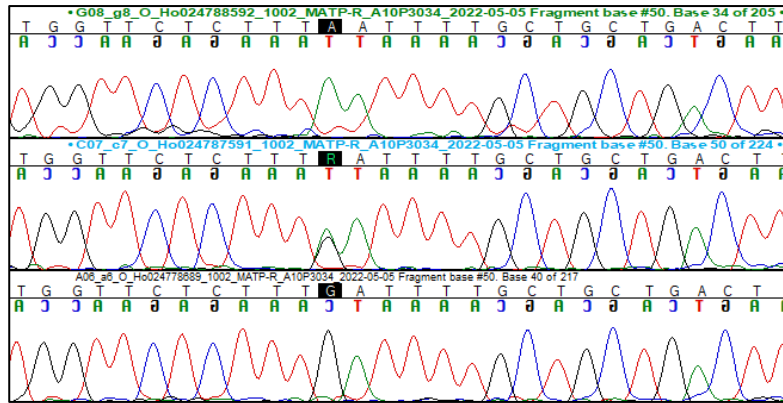 •G08_g8_O_Ho024788592_1002_MATP-R_A10P3034_2022-05-05 Fragment base #50. Base 34 of 205 •
T G G T T C T C T T T A A T T T T G C T G C T G A C T T
A C C A A G A G A A A T T A A A A C G A C G A C T G A A
•C07_c7_O_Ho024787591_1002_MATP-R_A10P3034_2022-05-05 Fragment base #50. Base 50 of 224 •
T G G T T C T C T T T R A T T T T G C T G C T G A C T
A C C A A G A G A A A T T A A A A C G A C G A C T G A
A06_a6_O_Ho024778689_1002_MATP-R_A10P3034_2022-05-05 Fragment base #50. Base 40 of 217
T G G T T C T C T T T G A T T T T G C T G C T G A C T
A C C A A G A G A A A C T A A A A C G A C G A C T G A